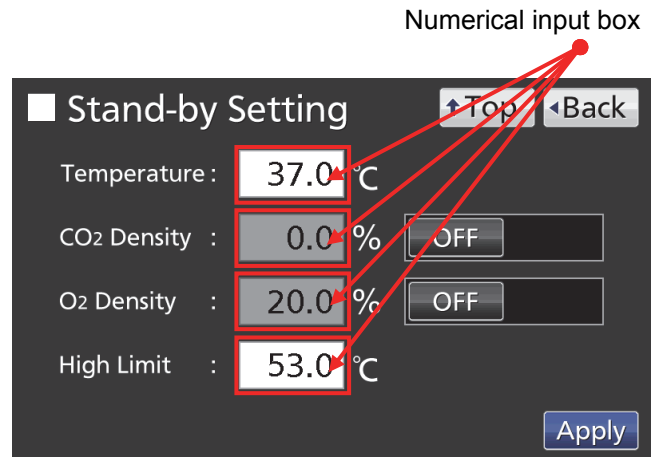 Numerical input box
Stand-by Setting
Top
Back
Temperature : 37.0 °C
CO2 Density : 0.0 % OFF
O2 Density : 20.0 % OFF
High Limit : 53.0 °C
Apply